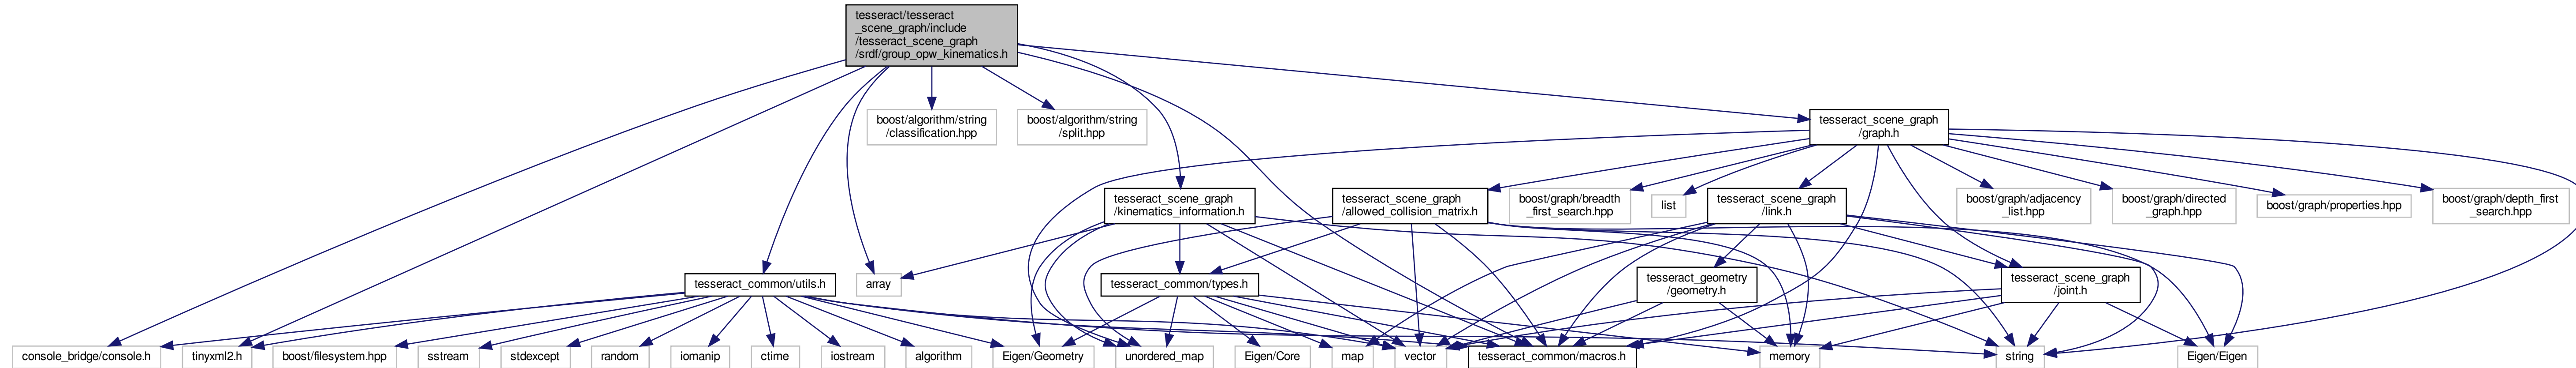 tesseract/tesseract
_scene_graph/include
/tesseract_scene_graph
/srdf/group_opw_kinematics.h
boost/algorithm/string
/classification.hpp
boost/algorithm/string
/split.hpp
tesseract_scene_graph
/graph.h
tesseract_scene_graph
/kinematics_information.h
tesseract_scene_graph
/allowed_collision_matrix.h
boost/graph/breadth
_first_search.hpp
list
tesseract_scene_graph
/link.h
boost/graph/adjacency
_list.hpp
boost/graph/directed
_graph.hpp
boost/graph/properties.hpp
boost/graph/depth_first
_search.hpp
tesseract_common/utils.h
array
tesseract_common/types.h
tesseract_geometry
/geometry.h
tesseract_scene_graph
/joint.h
console_bridge/console.h
tinyxml2.h
boost/filesystem.hpp
sstream
stdexcept
random
iomanip
ctime
iostream
algorithm
Eigen/Geometry
unordered_map
Eigen/Core
map
vector
tesseract_common/macros.h
memory
string
Eigen/Eigen